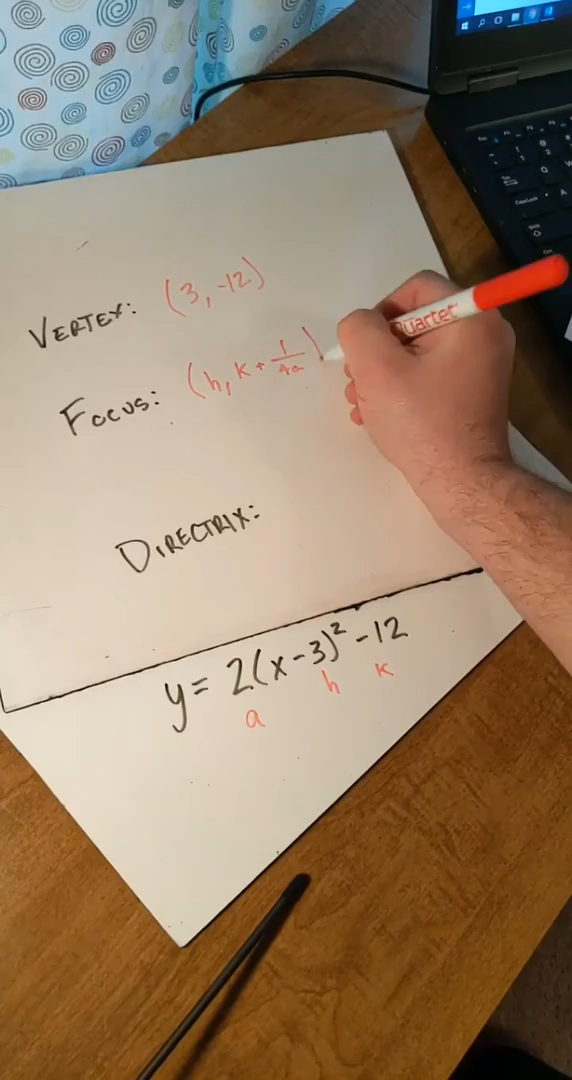 VERTEX: (3, -12)
Quartet
FOCUS: (h, k + 1/4a)
DIRECTRIX:
y = 2(x-3)² -12
a h k